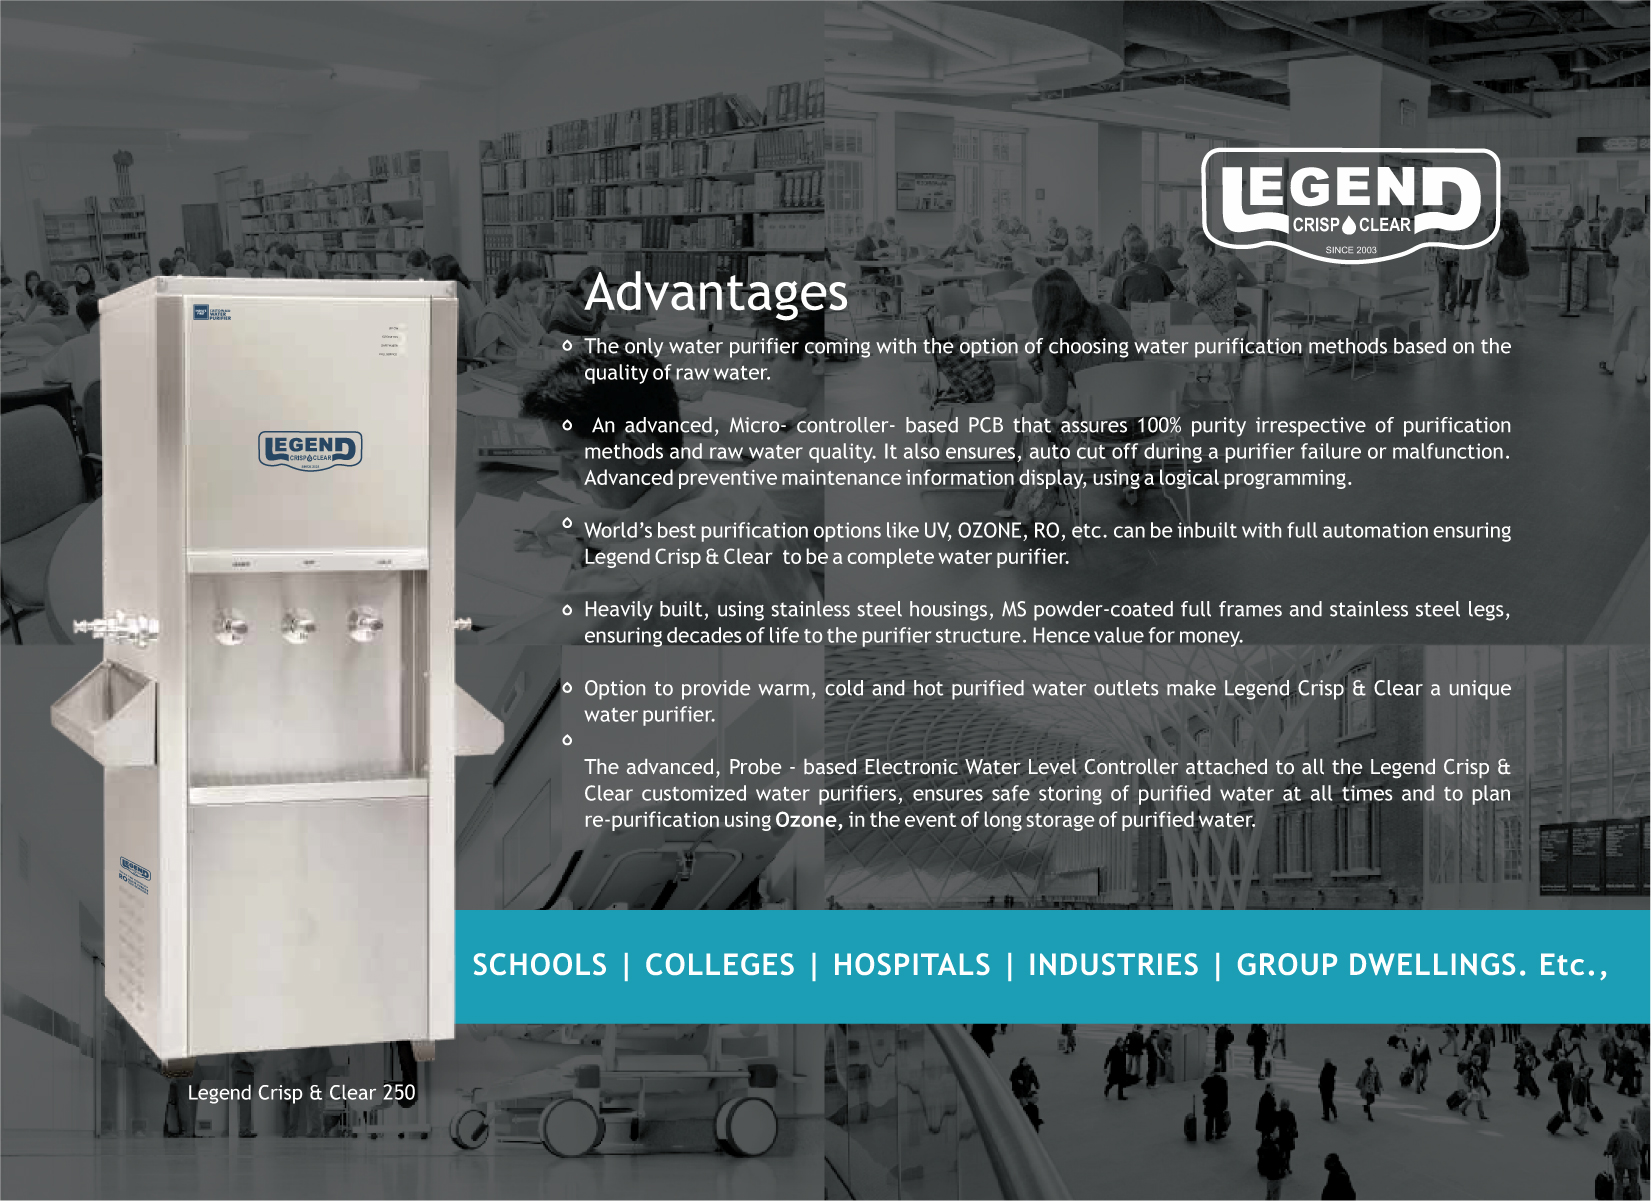 LEGEND
CRISP CLEAR
SINCE 2003
Advantages
The only water purifier coming with the option of choosing water purification methods based on the
quality of raw water.
An advanced, Micro- controller- based PCB that assures 100% purity irrespective of purification
methods and raw water quality. It also ensures, auto cut off during a purifier failure or malfunction.
Advanced preventive maintenance information display, using a logical programming.
World’s best purification options like UV, OZONE, RO, etc. can be inbuilt with full automation ensuring
Legend Crisp & Clear to be a complete water purifier.
Heavily built, using stainless steel housings, MS powder-coated full frames and stainless steel legs,
ensuring decades of life to the purifier structure. Hence value for money.
Option to provide warm, cold and hot purified water outlets make Legend Crisp & Clear a unique
water purifier.
The advanced, Probe - based Electronic Water Level Controller attached to all the Legend Crisp &
Clear customized water purifiers, ensures safe storing of purified water at all times and to plan
re-purification using Ozone, in the event of long storage of purified water.
WATER
PURIFIER
LEGEND
CRISP CLEAR
LEGEND
RO
SCHOOLS | COLLEGES | HOSPITALS | INDUSTRIES | GROUP DWELLINGS. Etc.,
Legend Crisp & Clear 250